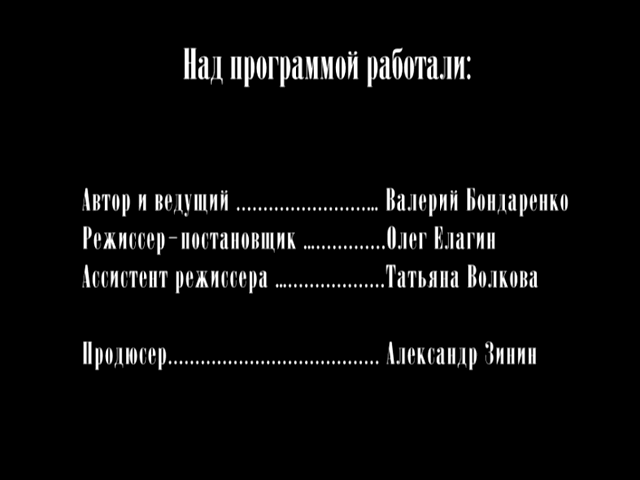 Над программой работали:
Автор и ведущий ........................... Валерий Бондаренко
Режиссер-постановщик ................Олег Елагин
Ассистент режиссера .....................Татьяна Волкова
Продюсер....................................... Александр Зинин